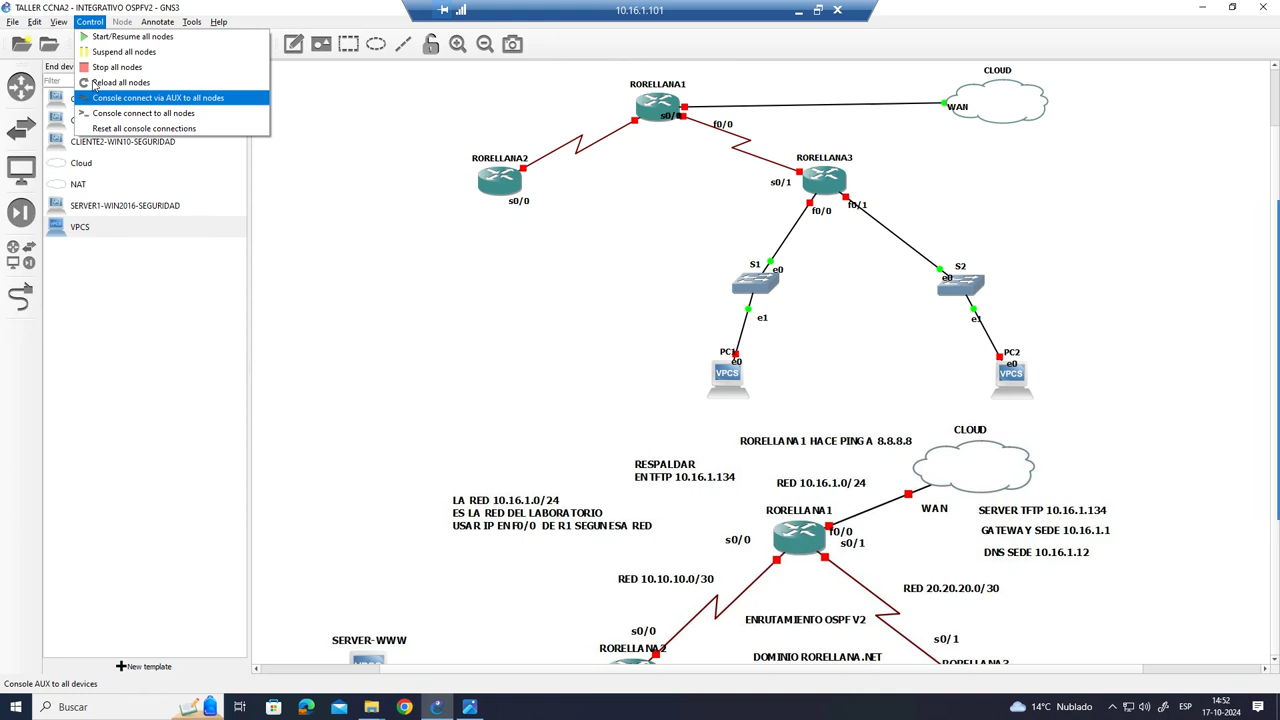 TALLER CCNA2 - INTEGRATIVO OSPFV2 - GNS3
10.16.1.101
File Edit View Control Node Annotate Tools Help
Start/Resume all nodes
Suspend all nodes
Stop all nodes
Reload all nodes
Console connect via AUX to all nodes
Console connect to all nodes
Reset all console connections
End dev
Filter
CLIENTE2-WIN10-SEGURIDAD
Cloud
NAT
SERVER1-WIN2016-SEGURIDAD
VPCS
New template
Console AUX to all devices
RORELLANA1
CLOUD
WAN
s0/0
f0/0
RORELLANA2
s0/0
RORELLANA3
s0/1
f0/0
f0/1
S1
e0
e1
S2
e0
e1
PC1
e0
VPCS
PC2
e0
VPCS
RORELLANA1 HACE PING A 8.8.8.8
CLOUD
RESPALDAR
EN TFTP 10.16.1.134
RED 10.16.1.0/24
LA RED 10.16.1.0/24
ES LA RED DEL LABORATORIO
USAR IP EN F0/0 DE R1 SEGUN ESA RED
RORELLANA1
WAN
SERVER TFTP 10.16.1.134
GATEWAY SEDE 10.16.1.1
DNS SEDE 10.16.1.12
f0/0
s0/0
s0/1
RED 10.10.10.0/30
RED 20.20.20.0/30
ENRUTAMIENTO OSPF V2
SERVER-WWW
s0/0
RORELLANA2
s0/1
DOMINIO RORELLANA.NET
RORELLANA3
Buscar
14°C Nublado
ESP
14:52
17-10-2024